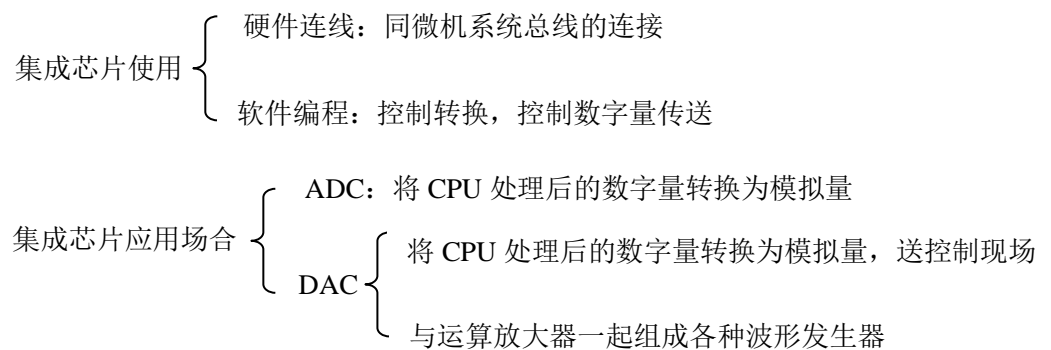 硬件连线：同微机系统总线的连接
集成芯片使用
软件编程：控制转换，控制数字量传送
ADC：将 CPU 处理后的数字量转换为模拟量
集成芯片应用场合
将 CPU 处理后的数字量转换为模拟量，送控制现场
DAC
与运算放大器一起组成各种波形发生器